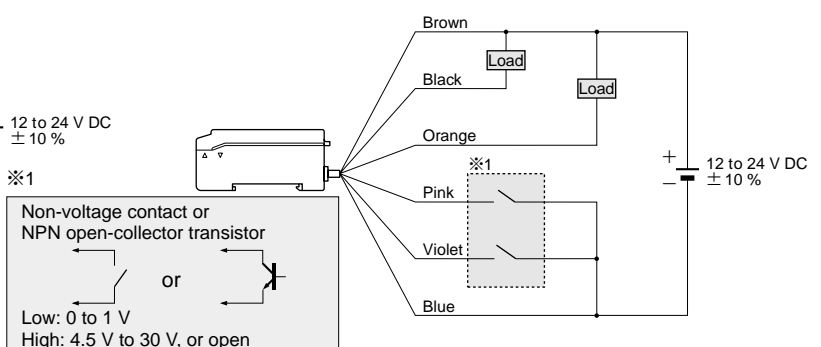 Brown
Load
Black
Load
12 to 24 V DC
± 10 %
Orange
※1
※1
+
12 to 24 V DC
−
± 10 %
Pink
Non-voltage contact or
NPN open-collector transistor
Violet
or
Blue
Low: 0 to 1 V
High: 4.5 V to 30 V, or open